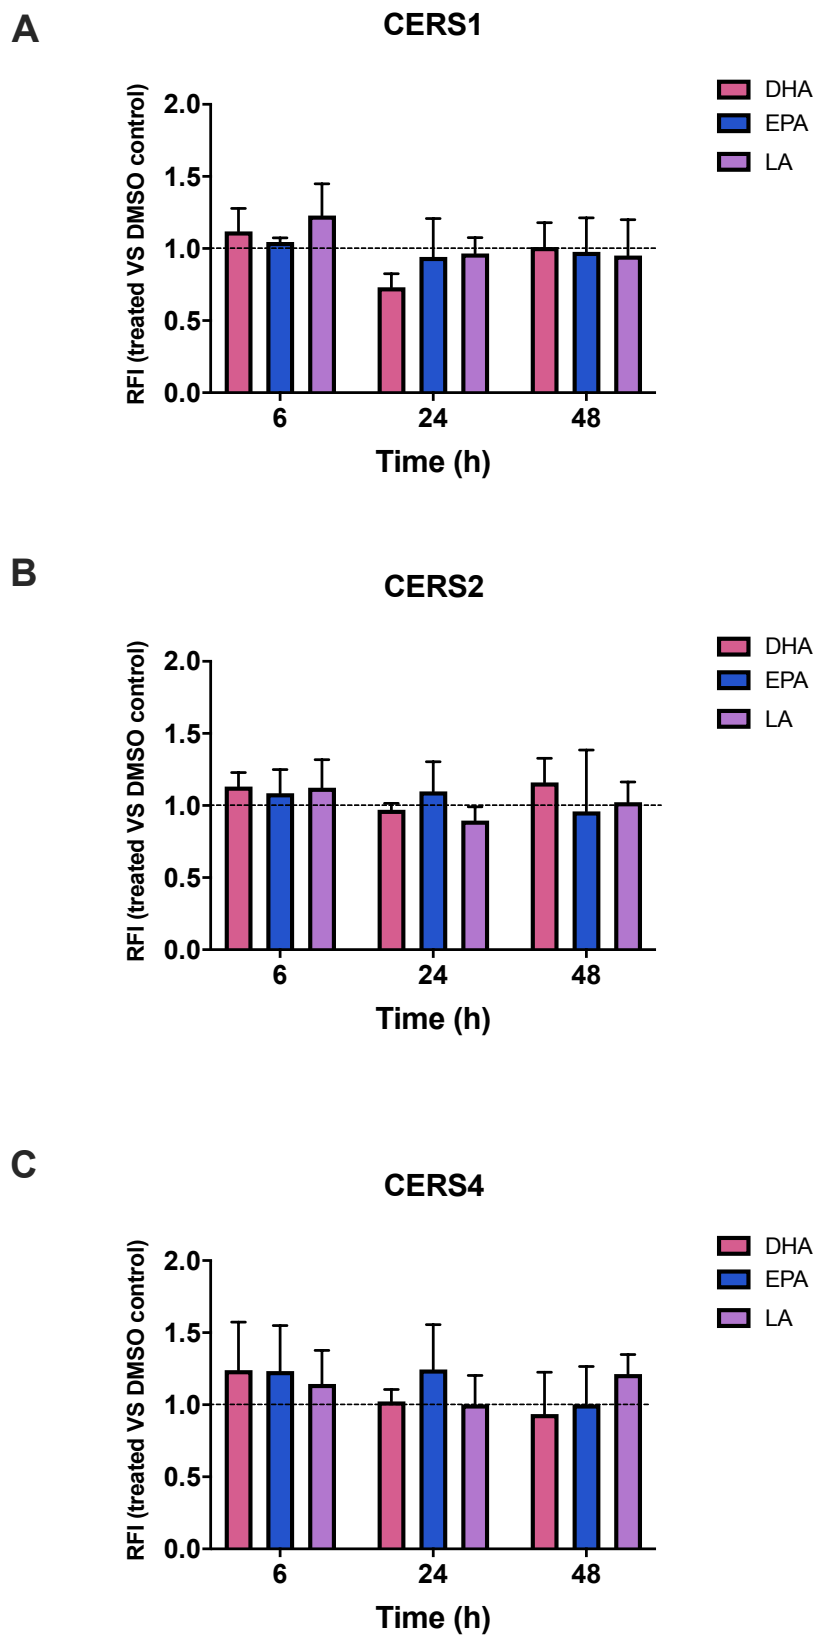 A
CERS1
RFI (treated VS DMSO control)
2.0
1.5
1.0
0.5
0.0
6
24
48
Time (h)
DHA
EPA
LA
B
CERS2
RFI (treated VS DMSO control)
2.0
1.5
1.0
0.5
0.0
6
24
48
Time (h)
DHA
EPA
LA
C
CERS4
RFI (treated VS DMSO control)
2.0
1.5
1.0
0.5
0.0
6
24
48
Time (h)
DHA
EPA
LA